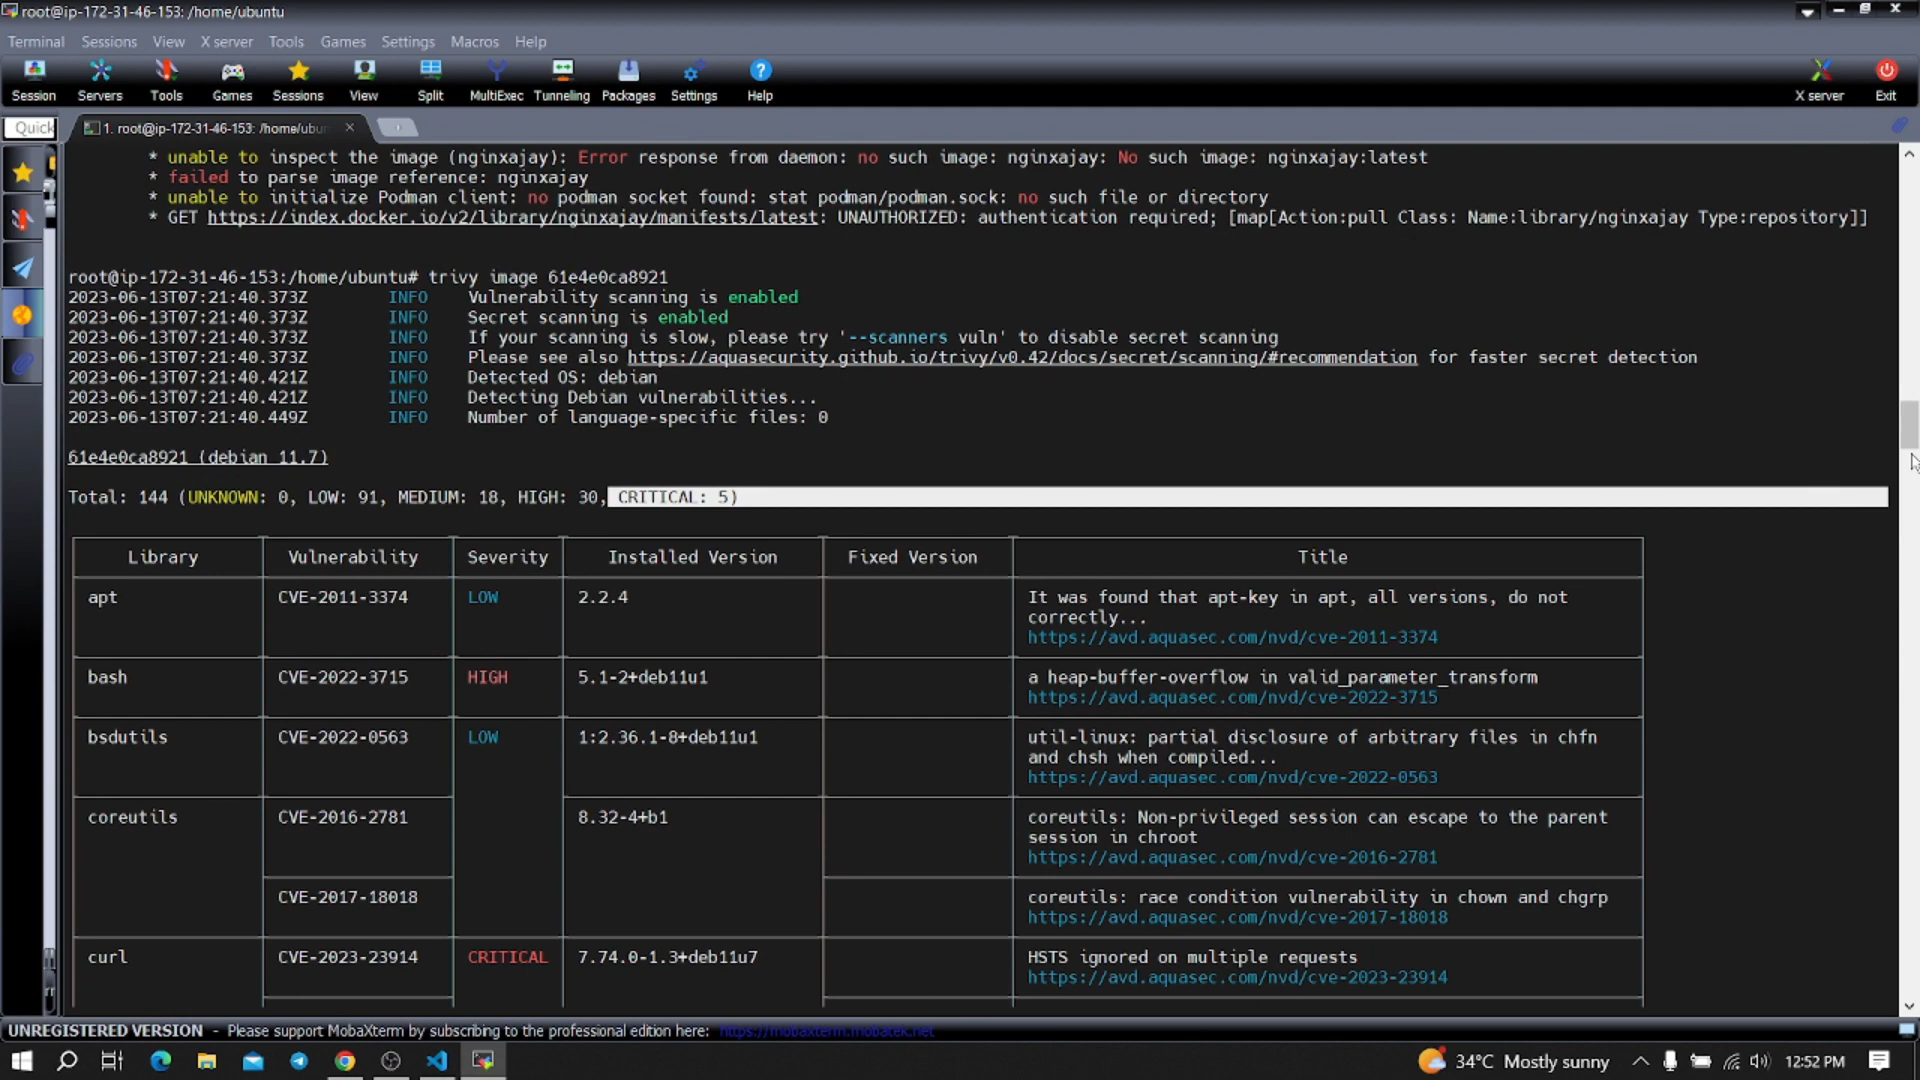 root@ip-172-31-46-153: /home/ubuntu
Terminal Sessions View X server Tools Games Settings Macros Help
Session Servers Tools Games Sessions View Split MultiExec Tunneling Packages Settings Help X server Exit
Quick 1. root@ip-172-31-46-153: /home/ubu
* unable to inspect the image (nginxajay): Error response from daemon: no such image: nginxajay: No such image: nginxajay:latest
* failed to parse image reference: nginxajay
* unable to initialize Podman client: no podman socket found: stat podman/podman.sock: no such file or directory
* GET https://index.docker.io/v2/library/nginxajay/manifests/latest: UNAUTHORIZED: authentication required; [map[Action:pull Class: Name:library/nginxajay Type:repository]]
root@ip-172-31-46-153:/home/ubuntu# trivy image 61e4e0ca8921
2023-06-13T07:21:40.373Z INFO Vulnerability scanning is enabled
2023-06-13T07:21:40.373Z INFO Secret scanning is enabled
2023-06-13T07:21:40.373Z INFO If your scanning is slow, please try '--scanners vuln' to disable secret scanning
2023-06-13T07:21:40.373Z INFO Please see also https://aquasecurity.github.io/trivy/v0.42/docs/secret/scanning/#recommendation for faster secret detection
2023-06-13T07:21:40.421Z INFO Detected OS: debian
2023-06-13T07:21:40.421Z INFO Detecting Debian vulnerabilities...
2023-06-13T07:21:40.449Z INFO Number of language-specific files: 0
61e4e0ca8921 (debian 11.7)
Total: 144 (UNKNOWN: 0, LOW: 91, MEDIUM: 18, HIGH: 30, CRITICAL: 5)
Library Vulnerability Severity Installed Version Fixed Version Title
apt CVE-2011-3374 LOW 2.2.4 It was found that apt-key in apt, all versions, do not
correctly...
https://avd.aquasec.com/nvd/cve-2011-3374
bash CVE-2022-3715 HIGH 5.1-2+deb11u1 a heap-buffer-overflow in valid_parameter_transform
https://avd.aquasec.com/nvd/cve-2022-3715
bsdutils CVE-2022-0563 LOW 1:2.36.1-8+deb11u1 util-linux: partial disclosure of arbitrary files in chfn
and chsh when compiled...
https://avd.aquasec.com/nvd/cve-2022-0563
coreutils CVE-2016-2781 8.32-4+b1 coreutils: Non-privileged session can escape to the parent
session in chroot
https://avd.aquasec.com/nvd/cve-2016-2781
CVE-2017-18018 coreutils: race condition vulnerability in chown and chgrp
https://avd.aquasec.com/nvd/cve-2017-18018
curl CVE-2023-23914 CRITICAL 7.74.0-1.3+deb11u7 HSTS ignored on multiple requests
https://avd.aquasec.com/nvd/cve-2023-23914
UNREGISTERED VERSION - Please support MobaXterm by subscribing to the professional edition here: https://mobaxterm.mobatek.net
34°C Mostly sunny 12:52 PM